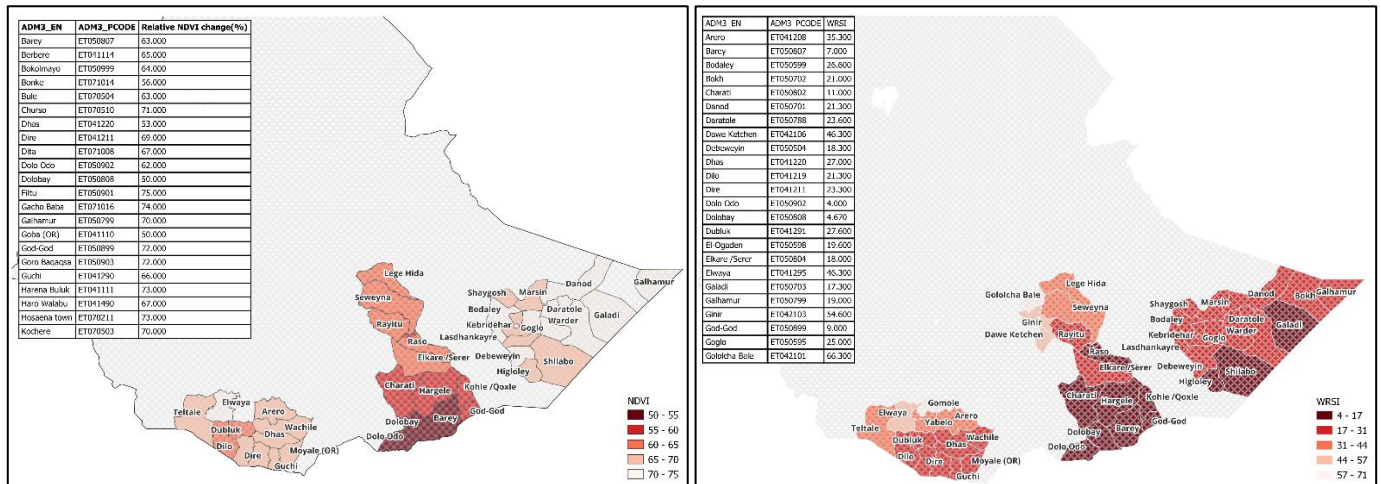 ADM3_EN ADM3_PCODE Relative NDVI change(%)
Barey ET050807 63.000
Berbere ET041114 65.000
Bokolmayo ET050999 64.000
Bonke ET071014 56.000
Bule ET070504 63.000
Churso ET070510 71.000
Dhas ET041220 53.000
Dire ET041211 69.000
Dita ET071008 67.000
Dolo Odo ET050902 62.000
Dolobay ET050808 50.000
Filtu ET050901 75.000
Gacho Baba ET071016 74.000
Galhamur ET050799 70.000
Goba (OR) ET041110 50.000
God-God ET050899 72.000
Goro Baqaqsa ET050903 72.000
Guchi ET041290 66.000
Harena Buluk ET041111 73.000
Haro Walabu ET041490 67.000
Hosaena town ET070211 73.000
Kochere ET070503 70.000
Lege Hida
Seweyna
Rayitu
Raso
Elkare /Serer
Charati
Hargele
Kohle /Qoxle
God-God
Dolobay
Barey
Dolo Odo
Danod
Galhamur
Shaygosh
Marsin
Bodaley
Daratole
Galadi
Kebridehar
Warder
Goglo
Lasdhankayre
Debeweyin
Shilabo
Higloley
Elwaya
Teltale
Arero
Dubluk
Wachile
Dhas
Dilo
Dire
Moyale (OR)
Guchi
NDVI
50 - 55
55 - 60
60 - 65
65 - 70
70 - 75
ADM3_EN ADM3_PCODE WRSI
Arero ET041208 35.300
Barey ET050807 7.000
Bodaley ET050599 26.600
Bokh ET050702 21.000
Charati ET050802 11.000
Danod ET050701 21.300
Daratole ET050788 23.600
Dawe Ketchen ET042106 46.300
Debeweyin ET050504 18.300
Dhas ET041220 27.000
Dilo ET041219 21.300
Dire ET041211 23.300
Dolo Odo ET050902 4.000
Dolobay ET050808 4.670
Dubluk ET041291 27.600
El-Ogaden ET050598 19.600
Elkare /Serer ET050804 18.000
Elwaya ET041295 46.300
Galadi ET050703 17.300
Galhamur ET050799 19.000
Ginir ET042103 54.600
God-God ET050899 9.000
Goglo ET050595 25.000
Gololcha Bale ET042101 66.300
Lege Hida
Gololcha Bale
Seweyna
Ginir
Dawe Ketchen
Rayitu
Raso
Elkare /Serer
Charati
Hargele
Kohle /Qoxle
God-God
Dolobay
Barey
Dolo Odo
Danod
Galhamur
Bokh
Shaygosh
Marsin
Bodaley
Daratole
Galadi
Kebridehar
Warder
Goglo
Lasdhankayre
Debeweyin
Shilabo
Higloley
Gomole
Elwaya
Arero
Teltale
Yabelo
Dubluk
Wachile
Dhas
Dilo
Dire
Moyale (OR)
Guchi
WRSI
4 - 17
17 - 31
31 - 44
44 - 57
57 - 71